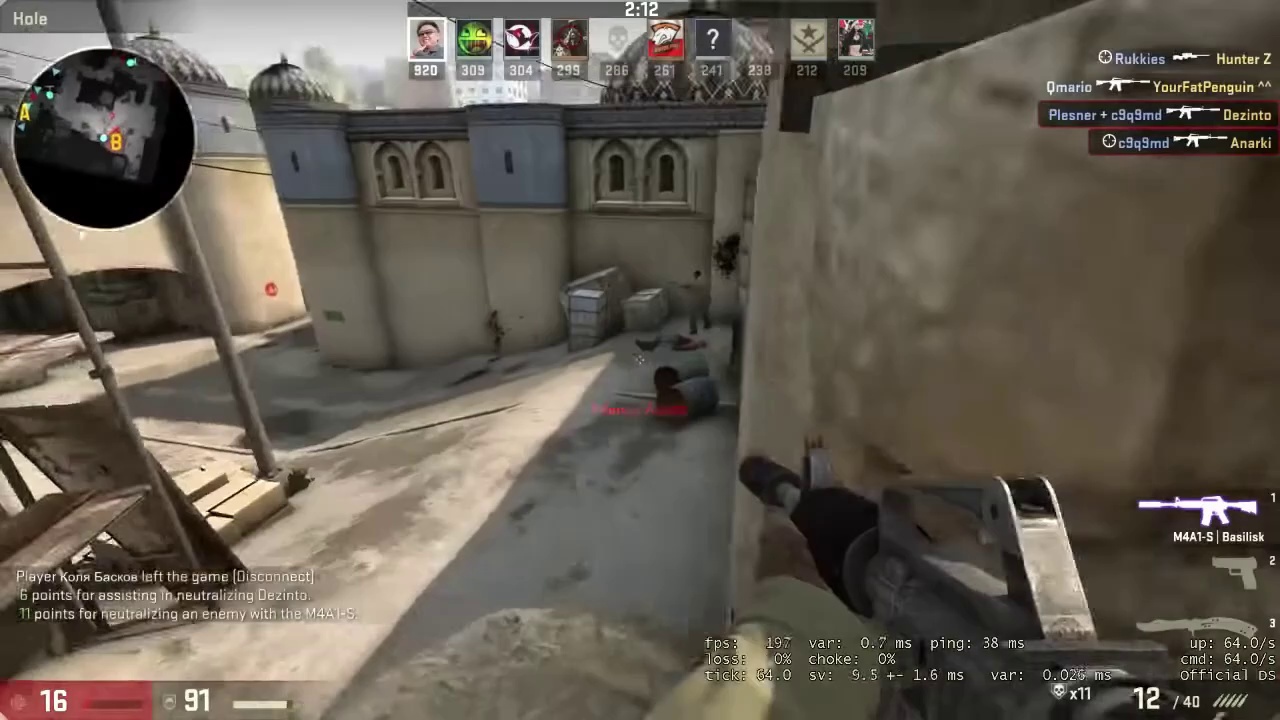 Hole
2:12
920 309 304 299 286 261 ? 241 238 212 209
Rukkies Hunter Z
Qmario YourFatPenguin ^^
Plesner + c9q9md Dezinto
c9q9md Anarki
A
B
1
M4A1-S | Basilisk
2
3
Player Коля Басков left the game (Disconnect)
6 points for assisting in neutralizing Dezinto.
11 points for neutralizing an enemy with the M4A1-S.
fps: 197 var: 0.7 ms ping: 38 ms
loss: 0% choke: 0%
tick: 64.0 sv: 9.5 +- 1.6 ms var: 0.026 ms
up: 64.0/s
cmd: 64.0/s
Official DS
16 91
x11
12 / 40